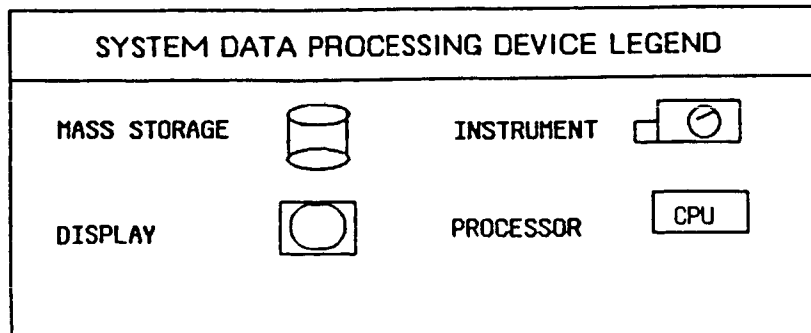 SYSTEM DATA PROCESSING DEVICE LEGEND
MASS STORAGE
INSTRUMENT
DISPLAY
PROCESSOR
CPU